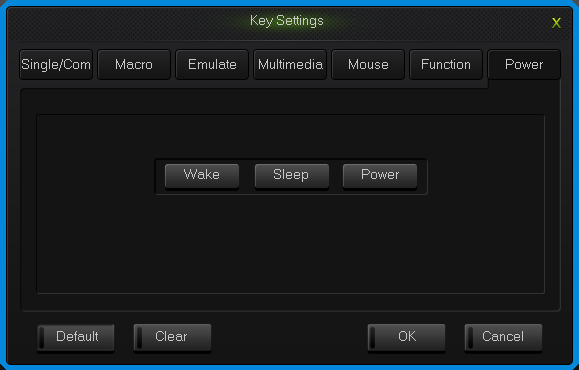 Key Settings
X
Single/Com Macro Emulate Multimedia Mouse Function Power
Wake Sleep Power
Default Clear OK Cancel